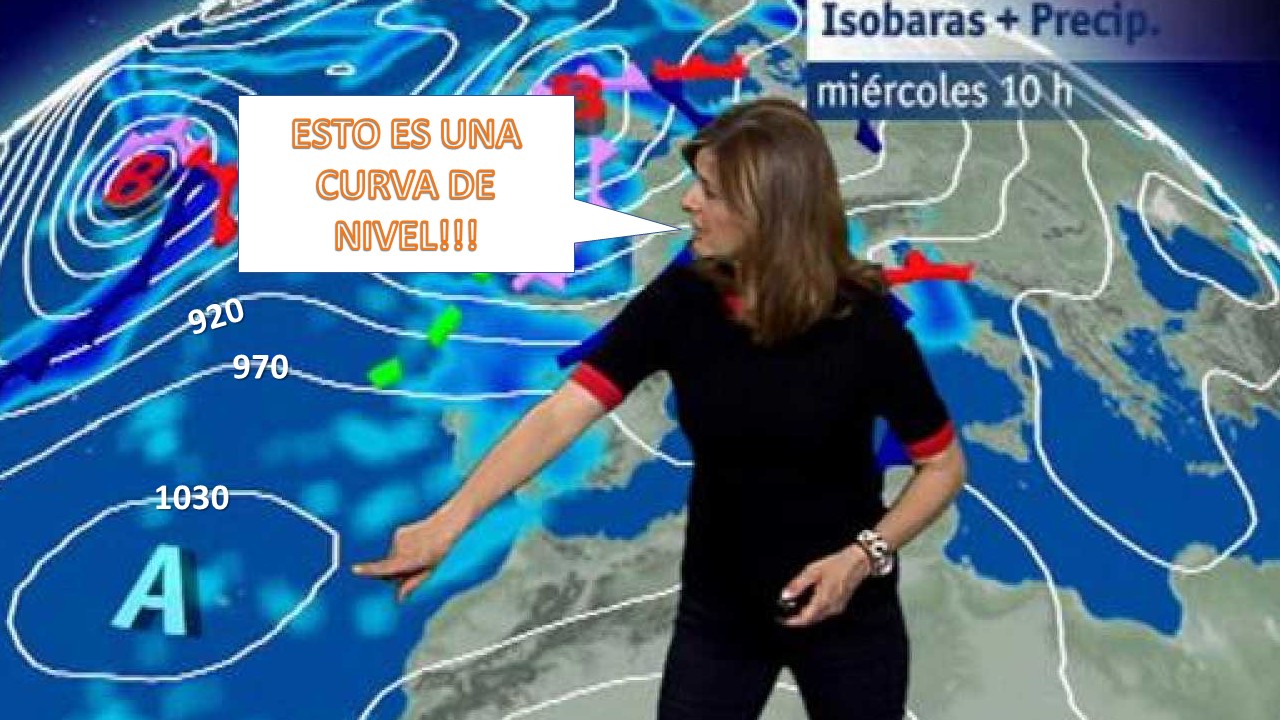 Isobaras + Precip.
miércoles 10 h
B
B
ESTO ES UNA
CURVA DE
NIVEL!!!
920
970
1030
A